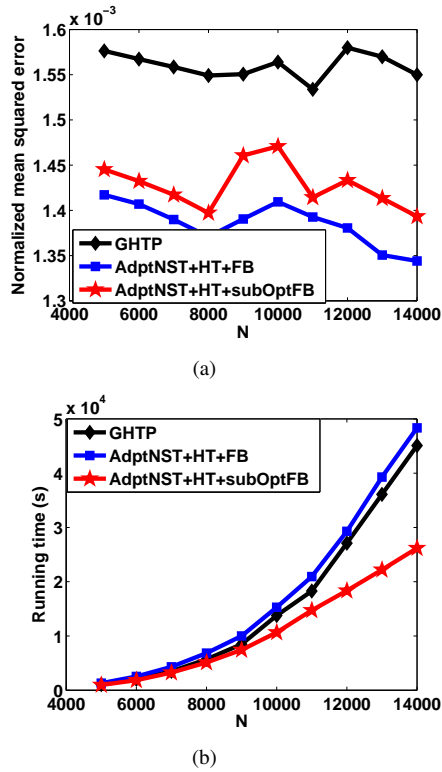 x 10⁻³
1.6
1.55
1.5
1.45
1.4
1.35
1.3
Normalized mean squared error
GHTP
AdptNST+HT+FB
AdptNST+HT+subOptFB
4000 6000 8000 10000 12000 14000
N
(a)
x 10⁴
5
4
3
2
1
0
Running time (s)
GHTP
AdptNST+HT+FB
AdptNST+HT+subOptFB
4000 6000 8000 10000 12000 14000
N
(b)